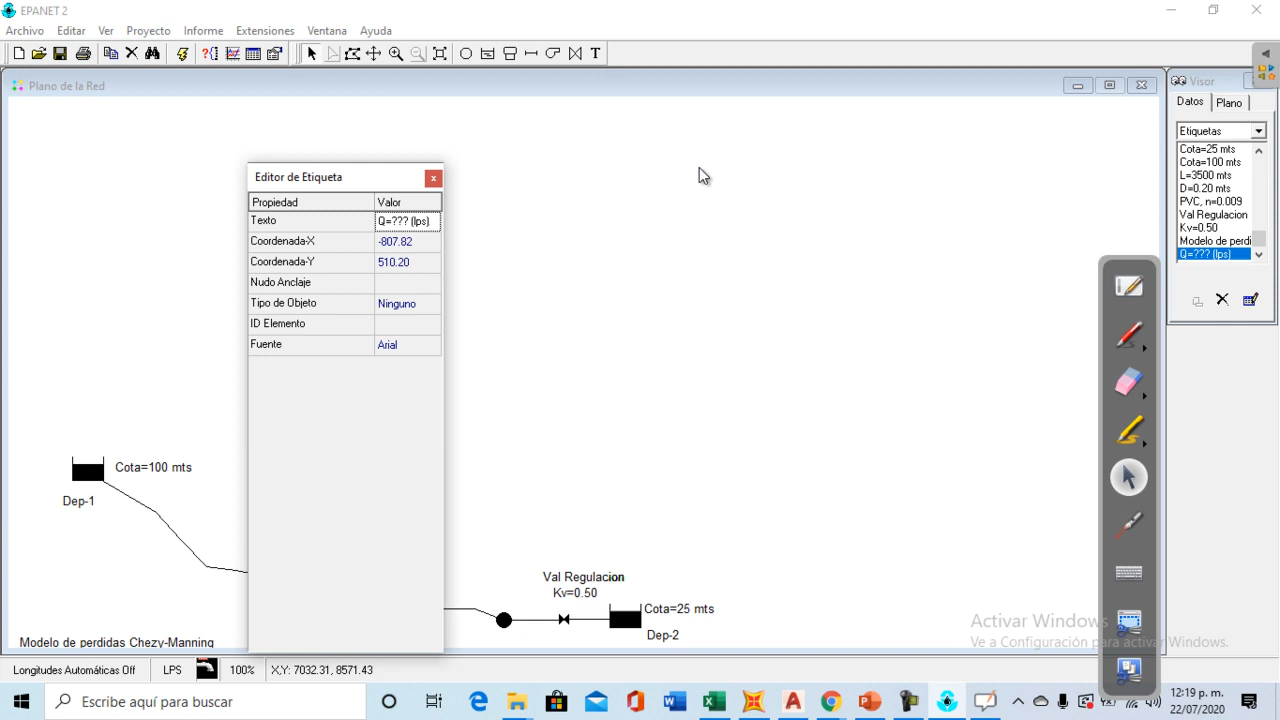 EPANET 2
Archivo Editar Ver Proyecto Informe Extensiones Ventana Ayuda
Plano de la Red
Visor
Datos Plano
Etiquetas
Cota=25 mts
Cota=100 mts
L=3500 mts
D=0.20 mts
PVC, n=0.009
Val Regulacion
Kv=0.50
Modelo de perdi
Q=??? (lps)
Editor de Etiqueta
Propiedad Valor
Texto Q=??? (lps)
Coordenada-X -807.82
Coordenada-Y 510.20
Nudo Anclaje
Tipo de Objeto Ninguno
ID Elemento
Fuente Arial
Cota=100 mts
Dep-1
Val Regulacion
Kv=0.50
Cota=25 mts
Dep-2
Modelo de perdidas Chezy-Manning
Activar Windows
Ve a Configuración para activar Windows.
Longitudes Automáticas Off LPS 100% X,Y: 7032.31, 8571.43
Escribe aquí para buscar
12:19 p. m.
22/07/2020